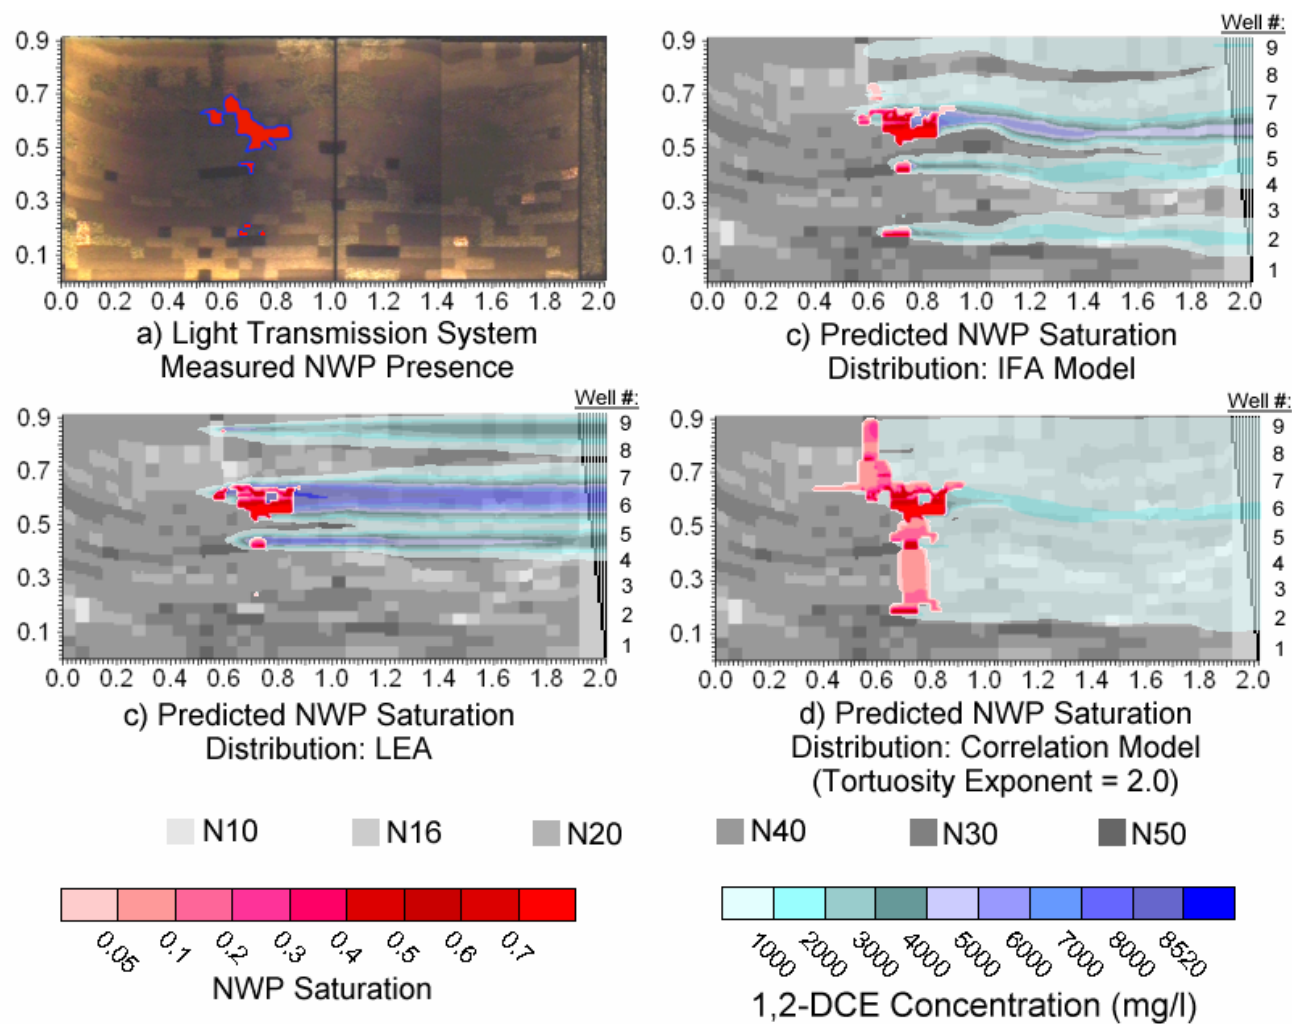 Well #:
0.9
0.7
0.5
0.3
0.1
0.0 0.2 0.4 0.6 0.8 1.0 1.2 1.4 1.6 1.8 2.0
a) Light Transmission System
Measured NWP Presence
0.9
0.7
0.5
0.3
0.1
9
8
7
6
5
4
3
2
1
0.0 0.2 0.4 0.6 0.8 1.0 1.2 1.4 1.6 1.8 2.0
c) Predicted NWP Saturation
Distribution: IFA Model
Well #:
0.9
0.7
0.5
0.3
0.1
9
8
7
6
5
4
3
2
1
0.0 0.2 0.4 0.6 0.8 1.0 1.2 1.4 1.6 1.8 2.0
c) Predicted NWP Saturation
Distribution: LEA
Well #:
0.9
0.7
0.5
0.3
0.1
9
8
7
6
5
4
3
2
1
0.0 0.2 0.4 0.6 0.8 1.0 1.2 1.4 1.6 1.8 2.0
d) Predicted NWP Saturation
Distribution: Correlation Model
(Tortuosity Exponent = 2.0)
N10 N16 N20 N40 N30 N50
0.05 0.1 0.2 0.3 0.4 0.5 0.6 0.7
NWP Saturation
1000 2000 3000 4000 5000 6000 7000 8000 8520
1,2-DCE Concentration (mg/l)